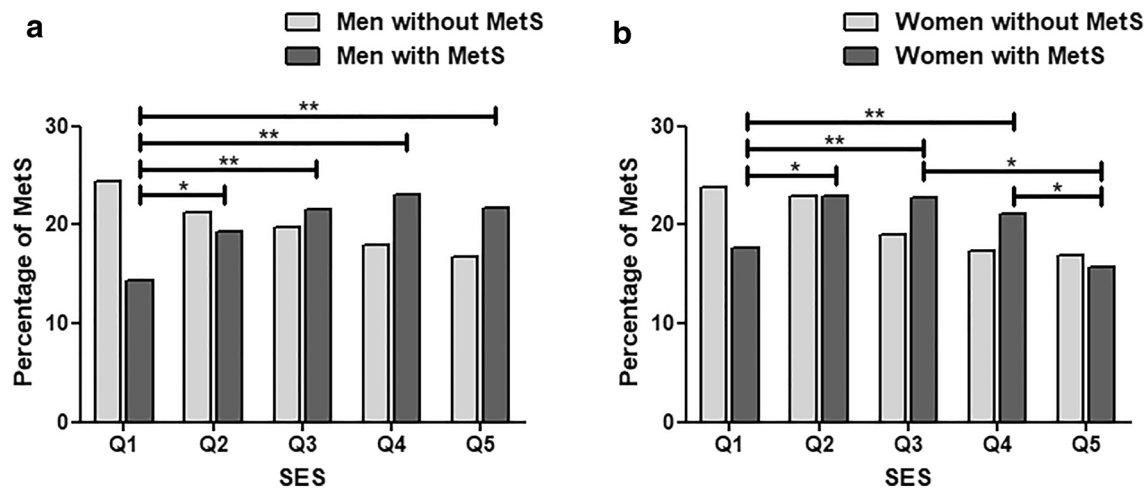 a
Men without MetS
Men with MetS
**
**
**
*
30
20
10
0
Percentage of MetS
Q1 Q2 Q3 Q4 Q5
SES
b
Women without MetS
Women with MetS
**
**
*
*
*
30
20
10
0
Percentage of MetS
Q1 Q2 Q3 Q4 Q5
SES